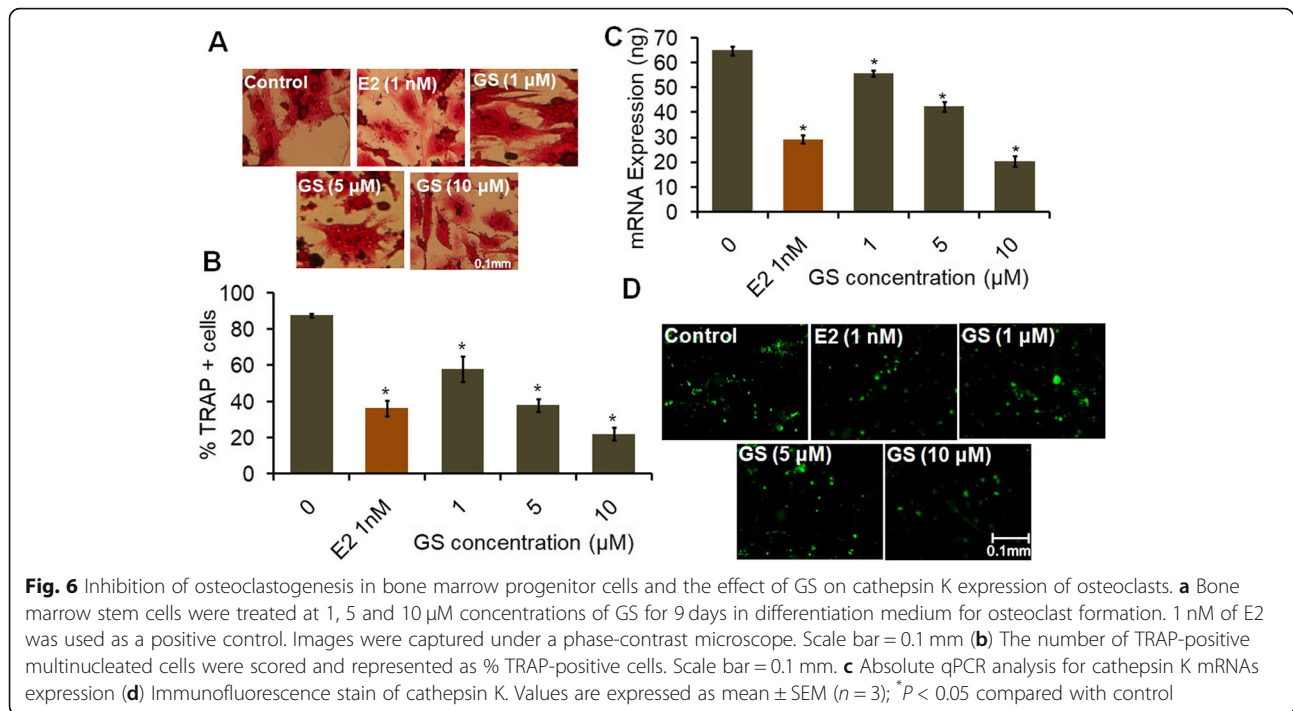 A
Control
E2 (1 nM)
GS (1 µM)
GS (5 µM)
GS (10 µM)
0.1mm
B
% TRAP + cells
100
80
60
40
20
0
*
*
*
*
0
E2 1nM
1
5
10
GS concentration (µM)
C
mRNA Expression (ng)
70
60
50
40
30
20
10
0
*
*
*
*
0
E2 1nM
1
5
10
GS concentration (µM)
D
Control
E2 (1 nM)
GS (1 µM)
GS (5 µM)
GS (10 µM)
0.1mm
Fig. 6 Inhibition of osteoclastogenesis in bone marrow progenitor cells and the effect of GS on cathepsin K expression of osteoclasts. a Bone
marrow stem cells were treated at 1, 5 and 10 µM concentrations of GS for 9 days in differentiation medium for osteoclast formation. 1 nM of E2
was used as a positive control. Images were captured under a phase-contrast microscope. Scale bar = 0.1 mm (b) The number of TRAP-positive
multinucleated cells were scored and represented as % TRAP-positive cells. Scale bar = 0.1 mm. c Absolute qPCR analysis for cathepsin K mRNAs
expression (d) Immunofluorescence stain of cathepsin K. Values are expressed as mean ± SEM (n = 3); *P < 0.05 compared with control